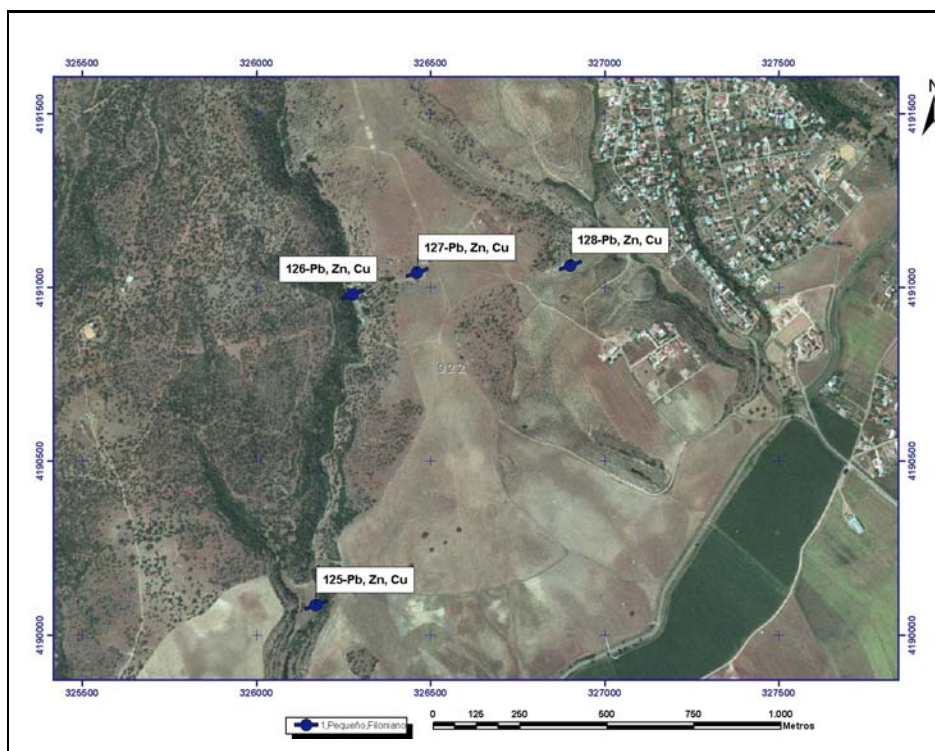 325500 326000 326500 327000 327500
N
4191500 4191500
128-Pb, Zn, Cu
127-Pb, Zn, Cu
126-Pb, Zn, Cu
4191000 4191000
922
4190500 4190500
125-Pb, Zn, Cu
4190000 4190000
325500 326000 326500 327000 327500
1,Pequeño,Filoniano
0 125 250 500 750 1.000
Metros